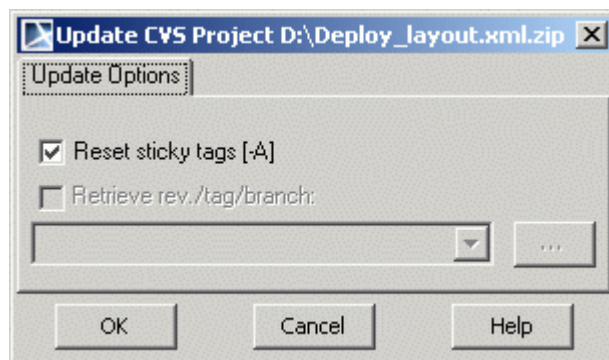 Update CVS Project D:\Deploy_layout.xml.zip
Update Options
Reset sticky tags [-A]
Retrieve rev./tag/branch:
...
OK Cancel Help